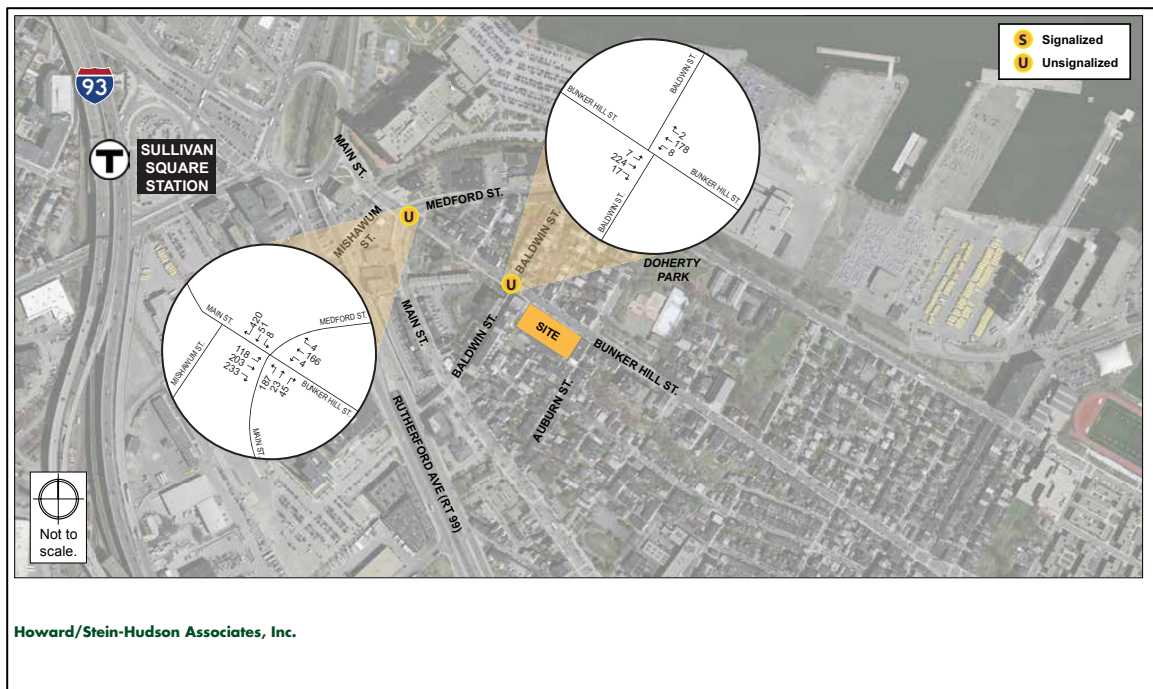 S Signalized
U Unsignalized
93
T
SULLIVAN
SQUARE
STATION
MAIN ST.
MEDFORD ST.
MISHAWUM
ST.
U
BALDWIN ST.
BUNKER HILL ST.
2
178
8
7
224
17
BUNKER HILL ST.
BALDWIN ST.
BALDWIN ST.
DOHERTY
PARK
U
SITE
MAIN ST.
BALDWIN ST.
BUNKER HILL ST.
AUBURN ST.
RUTHERFORD AVE (RT 99)
MAIN ST.
420
51
8
MEDFORD ST.
4
166
4
MISHAWUM ST.
118
203
233
187
23
45
BUNKER HILL ST.
MAIN ST.
Not to
scale.
Howard/Stein-Hudson Associates, Inc.